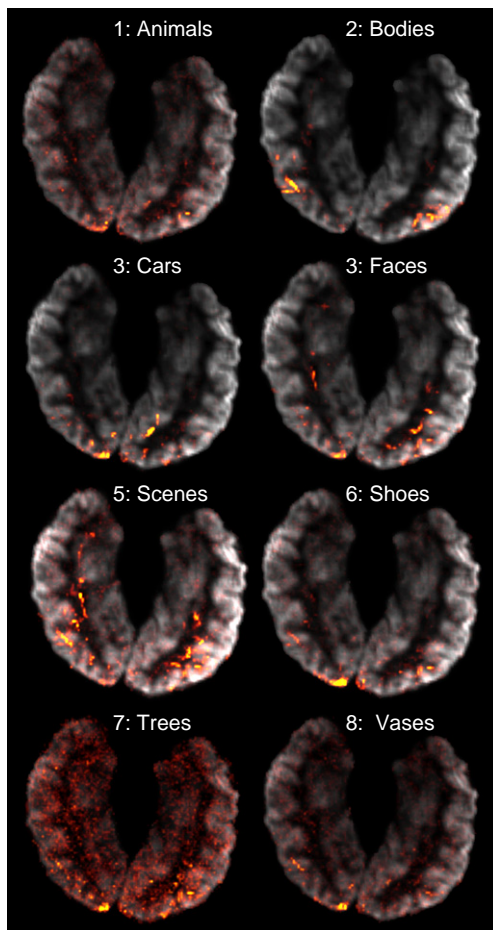 1: Animals
2: Bodies
3: Cars
3: Faces
5: Scenes
6: Shoes
7: Trees
8: Vases